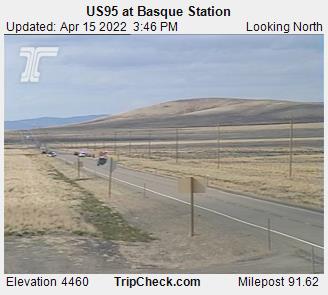 US95 at Basque Station
Updated: Apr 15 2022 3:46 PM Looking North
Elevation 4460 TripCheck.com Milepost 91.62